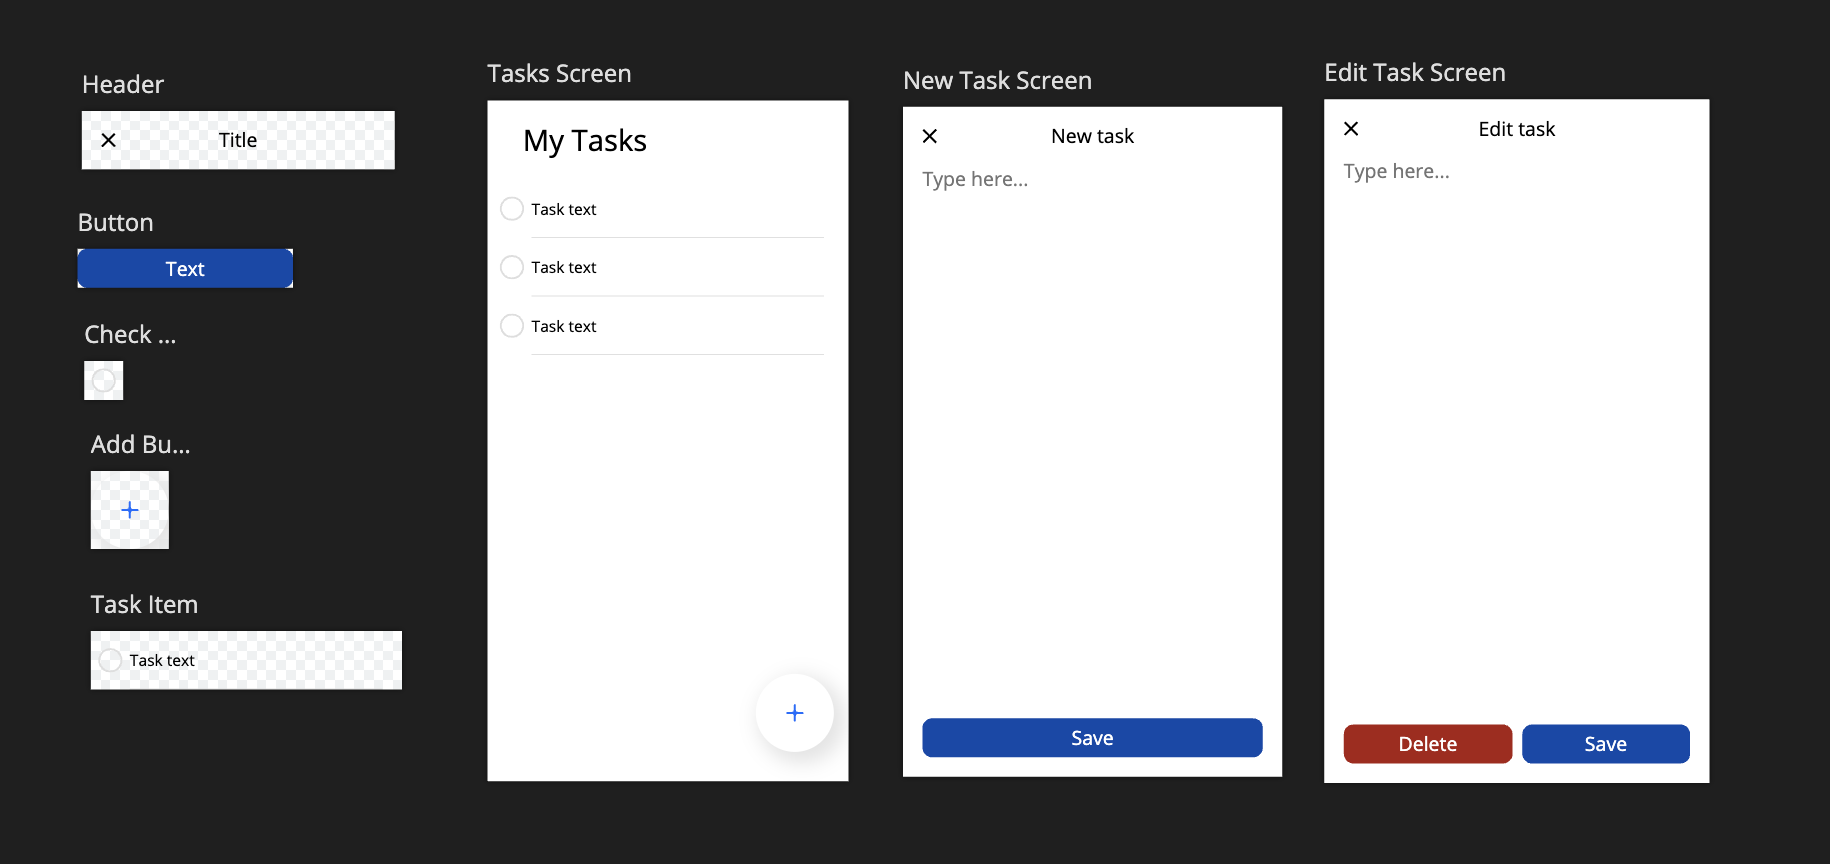 Header
Title
Button
Text
Check ...
Add Bu...
Task Item
Task text
Tasks Screen
My Tasks
Task text
Task text
Task text
New Task Screen
New task
Type here...
Save
Edit Task Screen
Edit task
Type here...
Delete
Save